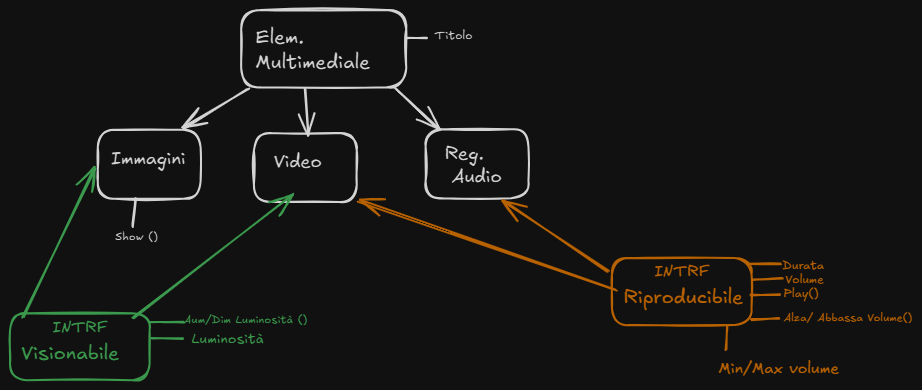 Elem.
Multimediale
Titolo
Immagini
Video
Reg.
Audio
Show ()
INTRF
Visionabile
Aum/Dim Luminosità ()
Luminosità
INTRF
Riproducibile
Durata
Volume
Play()
Alza/ Abbassa Volume()
Min/Max volume